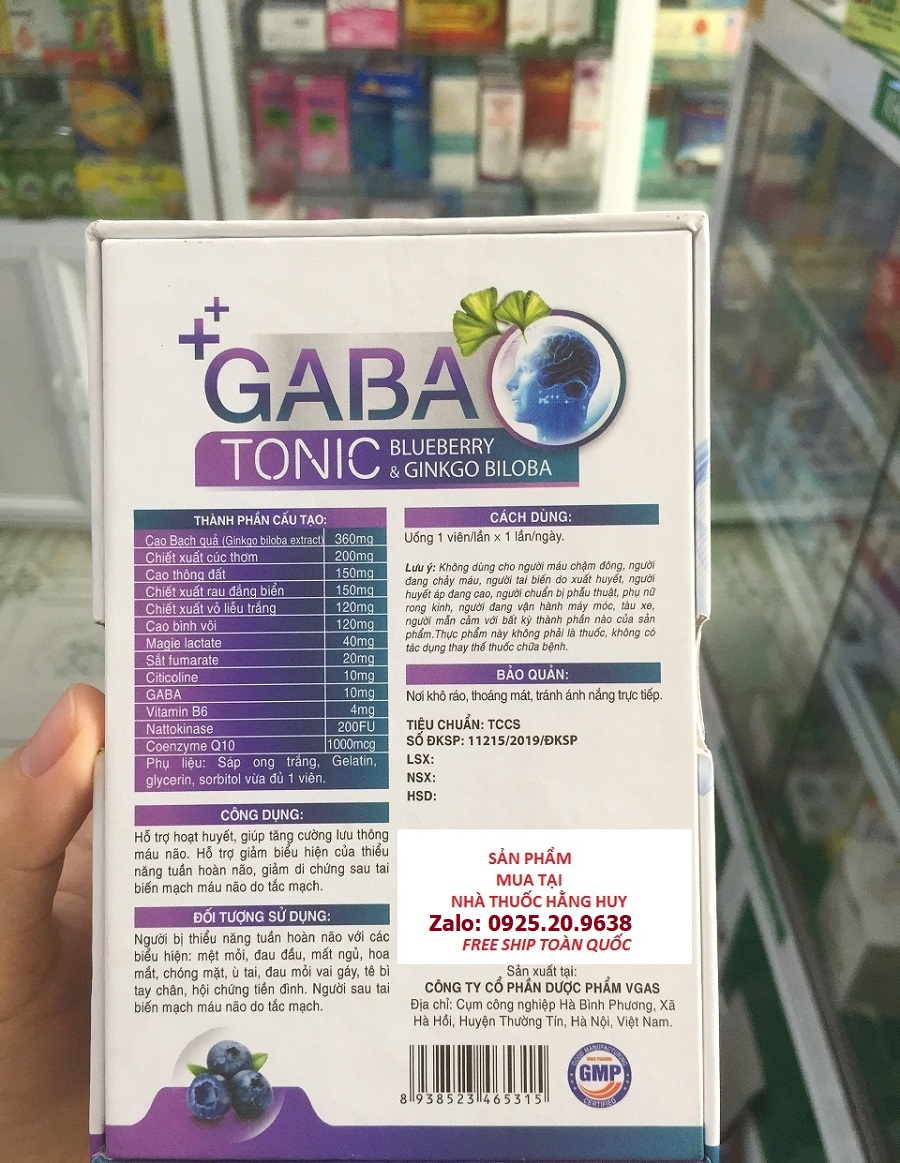 GABA
TONIC BLUEBERRY
& GINKGO BILOBA
THÀNH PHẦN CẤU TẠO:
Cao Bạch quả (Ginkgo biloba extract) 360mg
Chiết xuất cúc thơm 200mg
Cao thông đất 150mg
Chiết xuất rau đắng biển 150mg
Chiết xuất vỏ liễu trắng 120mg
Cao bình vôi 120mg
Magie lactate 40mg
Sắt fumarate 20mg
Citicoline 10mg
GABA 10mg
Vitamin B6 4mg
Nattokinase 200FU
Coenzyme Q10 1000mcg
Phụ liệu: Sáp ong trắng, Gelatin,
glycerin, sorbitol vừa đủ 1 viên.
CÔNG DỤNG:
Hỗ trợ hoạt huyết, giúp tăng cường lưu thông
máu não. Hỗ trợ giảm biểu hiện của thiểu
năng tuần hoàn não, giảm di chứng sau tai
biến mạch máu não do tắc mạch.
ĐỐI TƯỢNG SỬ DỤNG:
Người bị thiểu năng tuần hoàn não với các
biểu hiện: mệt mỏi, đau đầu, mất ngủ, hoa
mắt, chóng mặt, ù tai, đau mỏi vai gáy, tê bì
tay chân, hội chứng tiền đình. Người sau tai
biến mạch máu não do tắc mạch.
CÁCH DÙNG:
Uống 1 viên/lần x 1 lần/ngày.
Lưu ý: Không dùng cho người máu chậm đông, người
đang chảy máu, người tai biến do xuất huyết, người
huyết áp đang cao, người chuẩn bị phẫu thuật, phụ nữ
rong kinh, người đang vận hành máy móc, tàu xe,
người mẫn cảm với bất kỳ thành phần nào của sản
phẩm.Thực phẩm này không phải là thuốc, không có
tác dụng thay thế thuốc chữa bệnh.
BẢO QUẢN:
Nơi khô ráo, thoáng mát, tránh ánh nắng trực tiếp.
TIÊU CHUẨN: TCCS
SỐ ĐKSP: 11215/2019/ĐKSP
LSX:
NSX:
HSD:
SẢN PHẨM
MUA TẠI
NHÀ THUỐC HẰNG HUY
Zalo: 0925.20.9638
FREE SHIP TOÀN QUỐC
Sản xuất tại:
CÔNG TY CỔ PHẦN DƯỢC PHẨM VGAS
Địa chỉ: Cụm công nghiệp Hà Bình Phương, Xã
Hà Hồi, Huyện Thường Tín, Hà Nội, Việt Nam.
8 938523 465315
GOOD MANUFACTURING
GMP
CERTIFIED